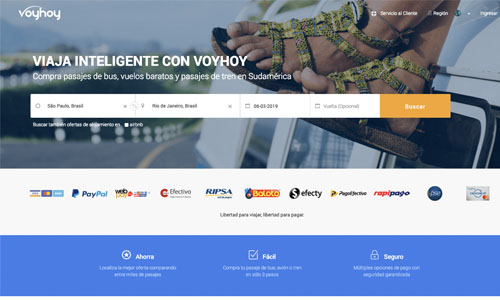 voyhoy
Servicio al Cliente
Región
Ingresar
VIAJA INTELIGENTE CON VOYHOY
Compra pasajes de bus, vuelos baratos y pasajes de tren en Sudamérica
São Paulo, Brasil
Rio de Janeiro, Brasil
06-03-2019
Vuelta (Opcional)
Buscar
Buscar también ofertas de alojamiento en
airbnb
VISA
PayPal
web pay
Efectivo
RIPSA
Baloto
efecty
PagoEfectivo
rapipago
pse
Libertad para viajar, libertad para pagar.
Ahorra
Localiza la mejor oferta comparando
entre miles de pasajes
Fácil
Compra tu pasaje de bus, avión o tren
en sólo 3 pasos
Seguro
Múltiples opciones de pago con
seguridad garantizada